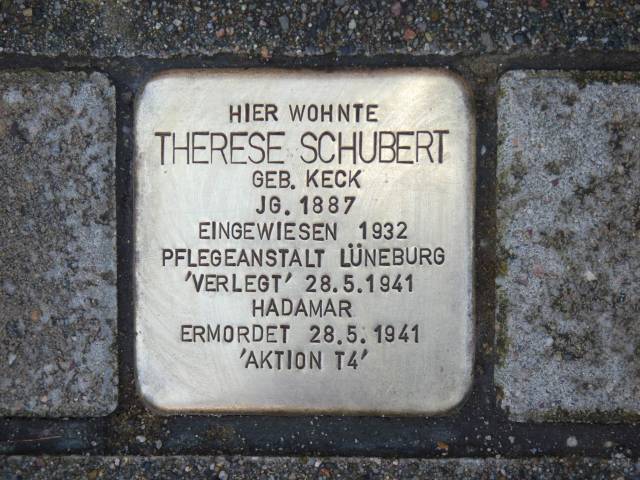 HIER WOHNTE
THERESE SCHUBERT
GEB. KECK
JG. 1887
EINGEWIESEN 1932
PFLEGEANSTALT LÜNEBURG
'VERLEGT' 28.5.1941
HADAMAR
ERMORDET 28.5.1941
'AKTION T4'